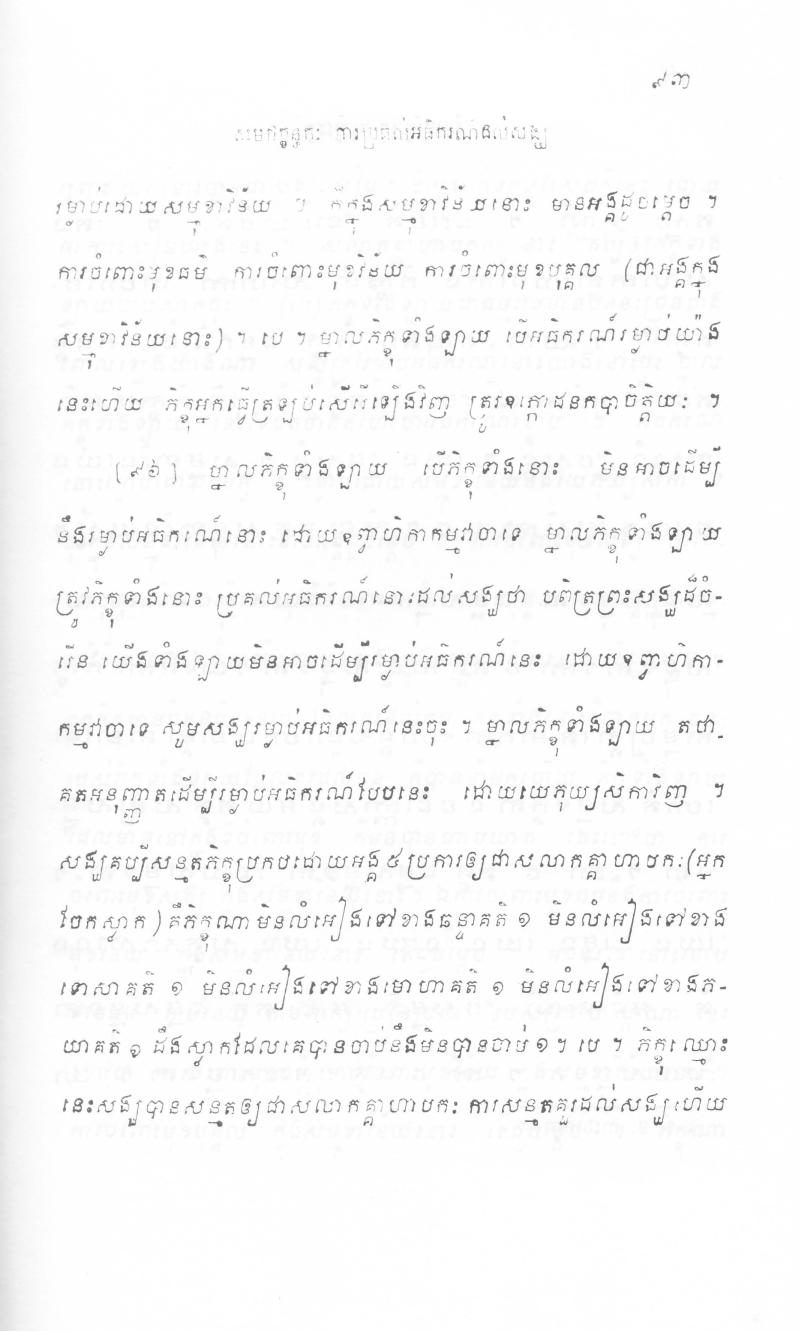 ៩៣
សមថក្ខន្ធកៈ ការប្រគល់អធិករណ៍ដល់សង្ឃ
រម្ងាប់ដោយសម្មុខាវិន័យ ។ ក៏ក្នុងសម្មុខាវិន័យនោះ មានអង្គដូចម្តេច ។
ការចំពោះមុខធម៌ ការចំពោះមុខវិន័យ ការចំពោះមុខបុគ្គល (ជាអង្គក្នុង
សម្មុខាវិន័យនោះ) ។ បេ ។ ម្នាលភិក្ខុទាំងឡាយ បើអធិករណ៍រម្ងាប់យ៉ាង
នេះហើយ ភិក្ខុអ្នកធ្វើត្រឡប់សើរើឡើងវិញ ត្រូវឧក្កោដនកបាចិត្តិយៈ ។
(៩៦) ម្នាលភិក្ខុទាំងឡាយ បើភិក្ខុទាំងនោះ មិនអាចដើម្បី
នឹងរម្ងាប់អធិករណ៍នោះ ដោយឧព្វាហិកាកម្មវាចាទេ ម្នាលភិក្ខុទាំងឡាយ
ត្រូវភិក្ខុទាំងនោះ ប្រគល់អធិករណ៍នោះដល់សង្ឃថា បពិត្រព្រះសង្ឃដ៏ចំ-
រើន យើងទាំងឡាយមិនអាចដើម្បីរម្ងាប់អធិករណ៍នេះ ដោយឧព្វាហិកា-
កម្មវាចាទេ សូមសង្ឃរម្ងាប់អធិករណ៍នេះចុះ ។ ម្នាលភិក្ខុទាំងឡាយ តថា-
គតអនុញ្ញាតដើម្បីរម្ងាប់អធិករណ៍បែបនេះ ដោយយេភុយ្យសិកាវិញ ។
សង្ឃគប្បីសន្មតភិក្ខុប្រកបដោយអង្គ៥ប្រការឲ្យជាសលាកគ្គាហាបកៈ(អ្នក
ចែកស្លាក) គឺភិក្ខុណាមិនលំអៀងទៅខាងឆន្ទាគតិ ១ មិនលំអៀងទៅខាង
ទោសាគតិ ១ មិនលំអៀងទៅខាងមោហាគតិ ១ មិនលំអៀងទៅខាងភ-
យាគតិ ១ ដឹងស្លាកដែលគេបានចាប់នឹងមិនបានចាប់ ១ ។ បេ ។ ភិក្ខុឈ្មោះ
នេះសង្ឃបានសន្មតឲ្យជាសលាកគ្គាហាបកៈ ការសន្មតគួរដល់សង្ឃហើយ